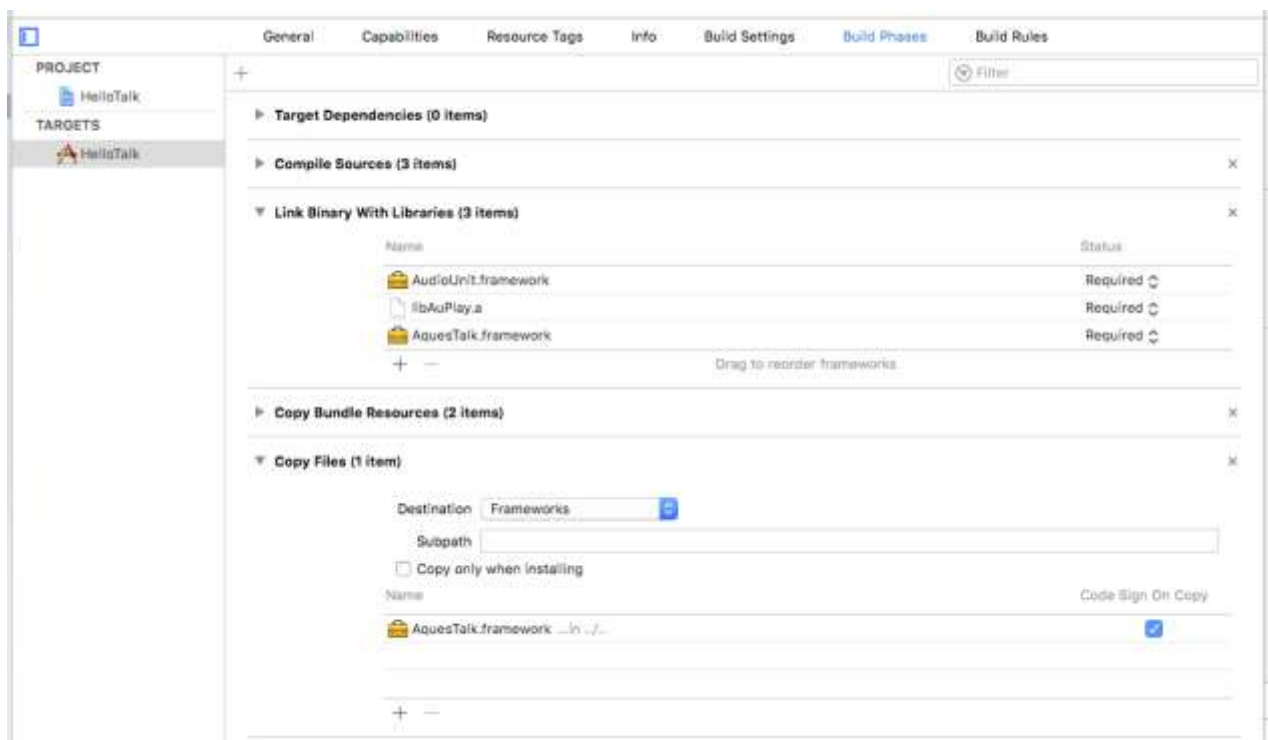 General Capabilities Resource Tags Info Build Settings Build Phases Build Rules
PROJECT
HelloTalk
TARGETS
HelloTalk
Filter
Target Dependencies (0 items)
Compile Sources (3 items)
Link Binary With Libraries (3 items)
Name Status
AudioUnit.framework Required
libAuPlay.a Required
AquesTalk.framework Required
Drag to reorder frameworks
Copy Bundle Resources (2 items)
Copy Files (1 item)
Destination Frameworks
Subpath
Copy only when installing
Name Code Sign On Copy
AquesTalk.framework ...in ../..